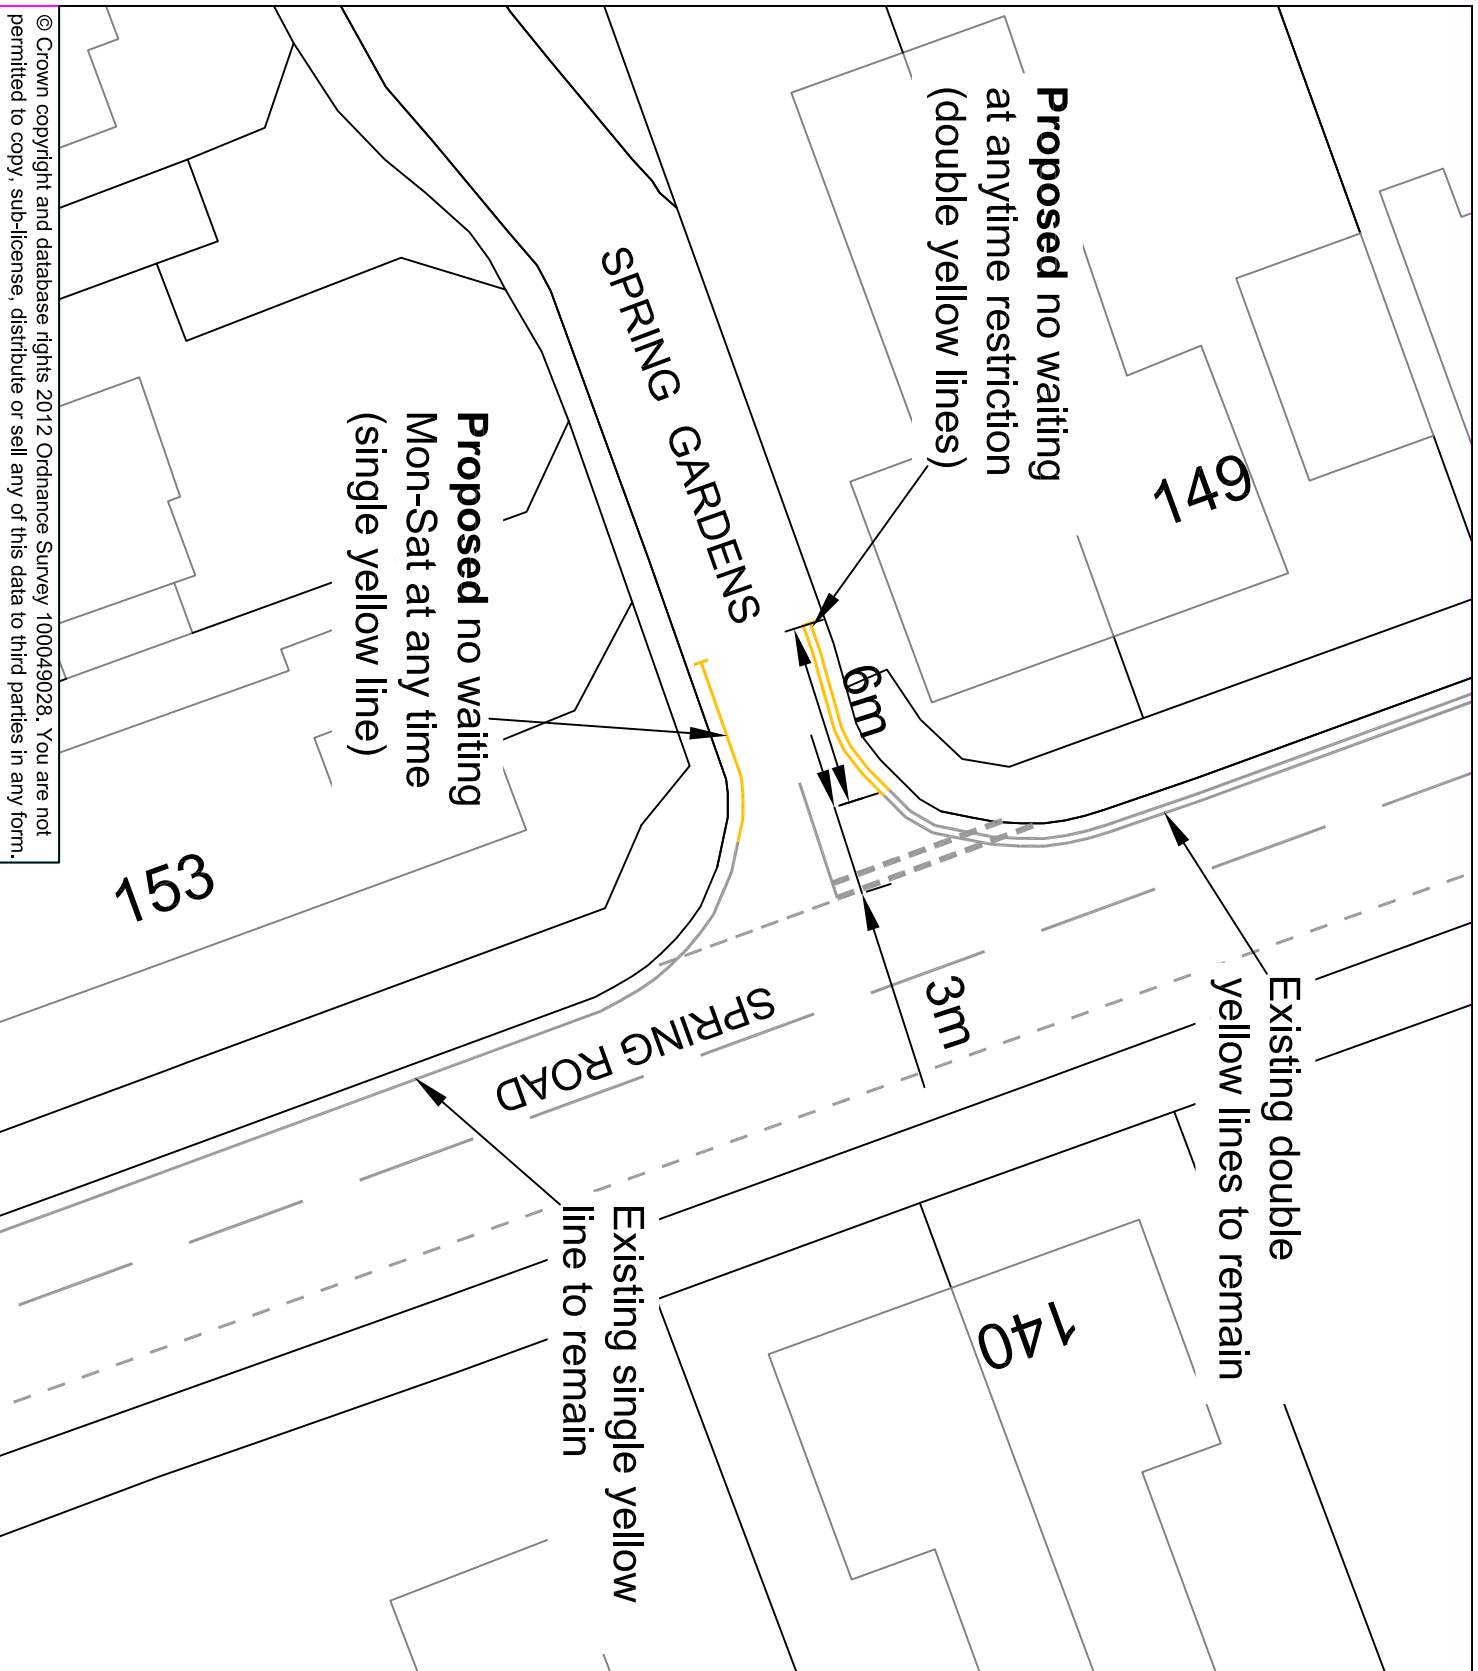 Proposed no waiting
at anytime restriction
(double yellow lines)
149
SPRING GARDENS
6m
Proposed no waiting
Mon-Sat at any time
(single yellow line)
153
3m
SPRING ROAD
Existing double
yellow lines to remain
Existing single yellow
line to remain
140
© Crown copyright and database rights 2012 Ordnance Survey 100049028. You are not
permitted to copy, sub-license, distribute or sell any of this data to third parties in any form.